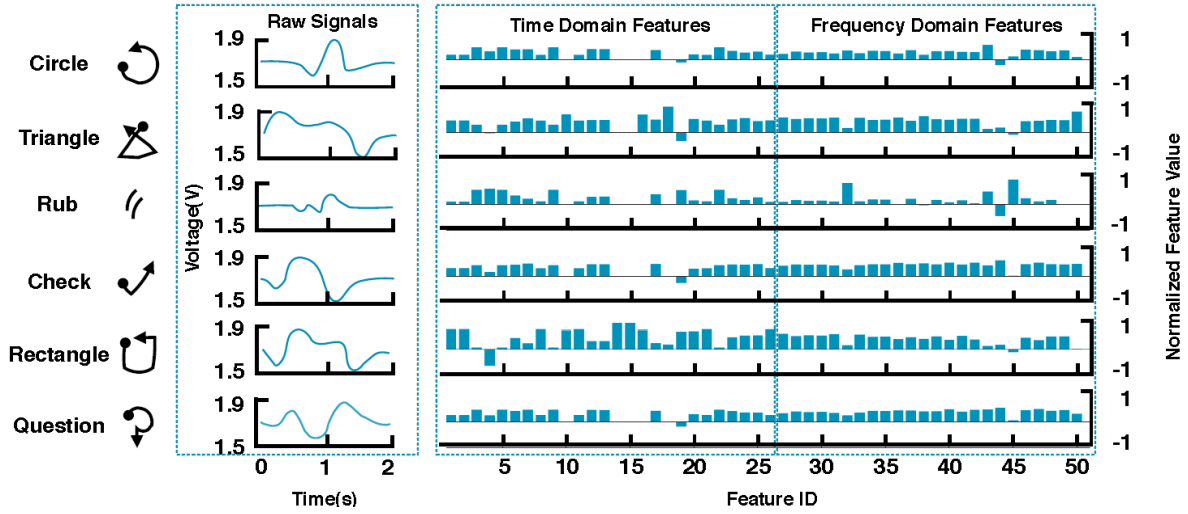 Raw Signals
Time Domain Features
Frequency Domain Features
Circle
1.9
1.5
1
-1
Triangle
1.9
1.5
1
-1
Rub
1.9
1.5
1
-1
Check
1.9
1.5
1
-1
Rectangle
1.9
1.5
1
-1
Question
1.9
1.5
1
-1
Voltage(V)
Normalized Feature Value
0 1 2
5 10 15 20 25 30 35 40 45 50
Time(s)
Feature ID